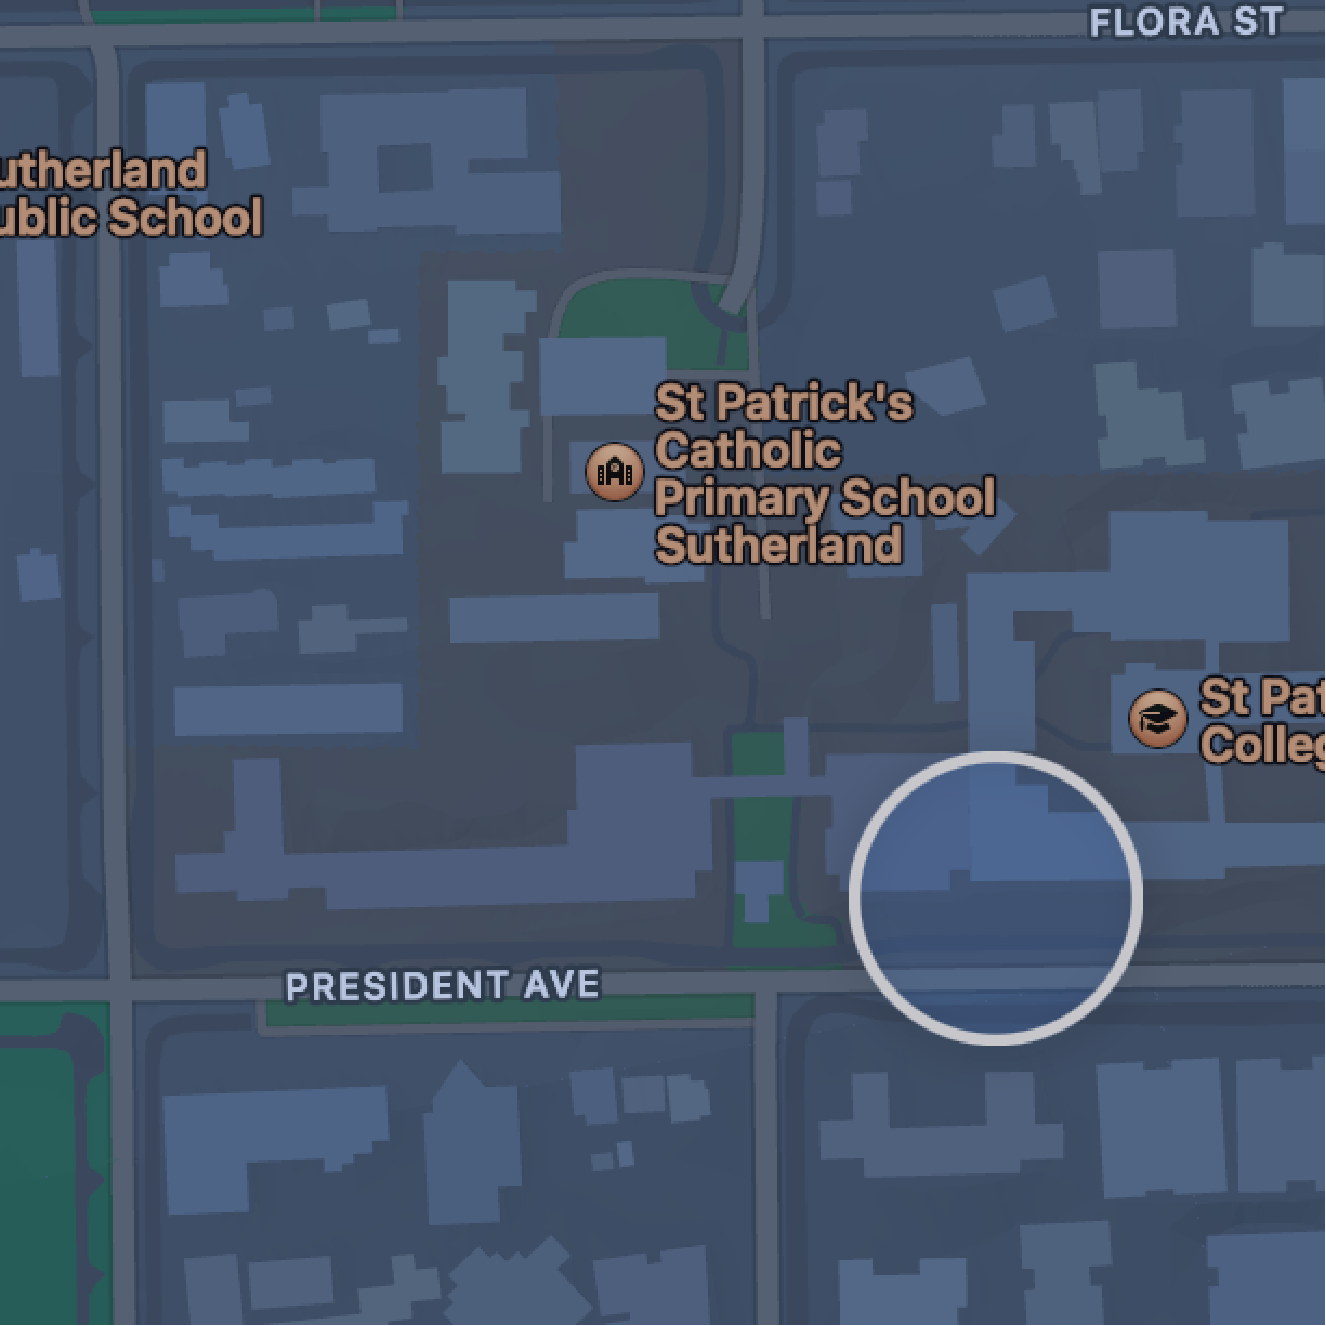 FLORA ST
utherland
ublic School
St Patrick's
Catholic
Primary School
Sutherland
St Pat
Colleg
PRESIDENT AVE